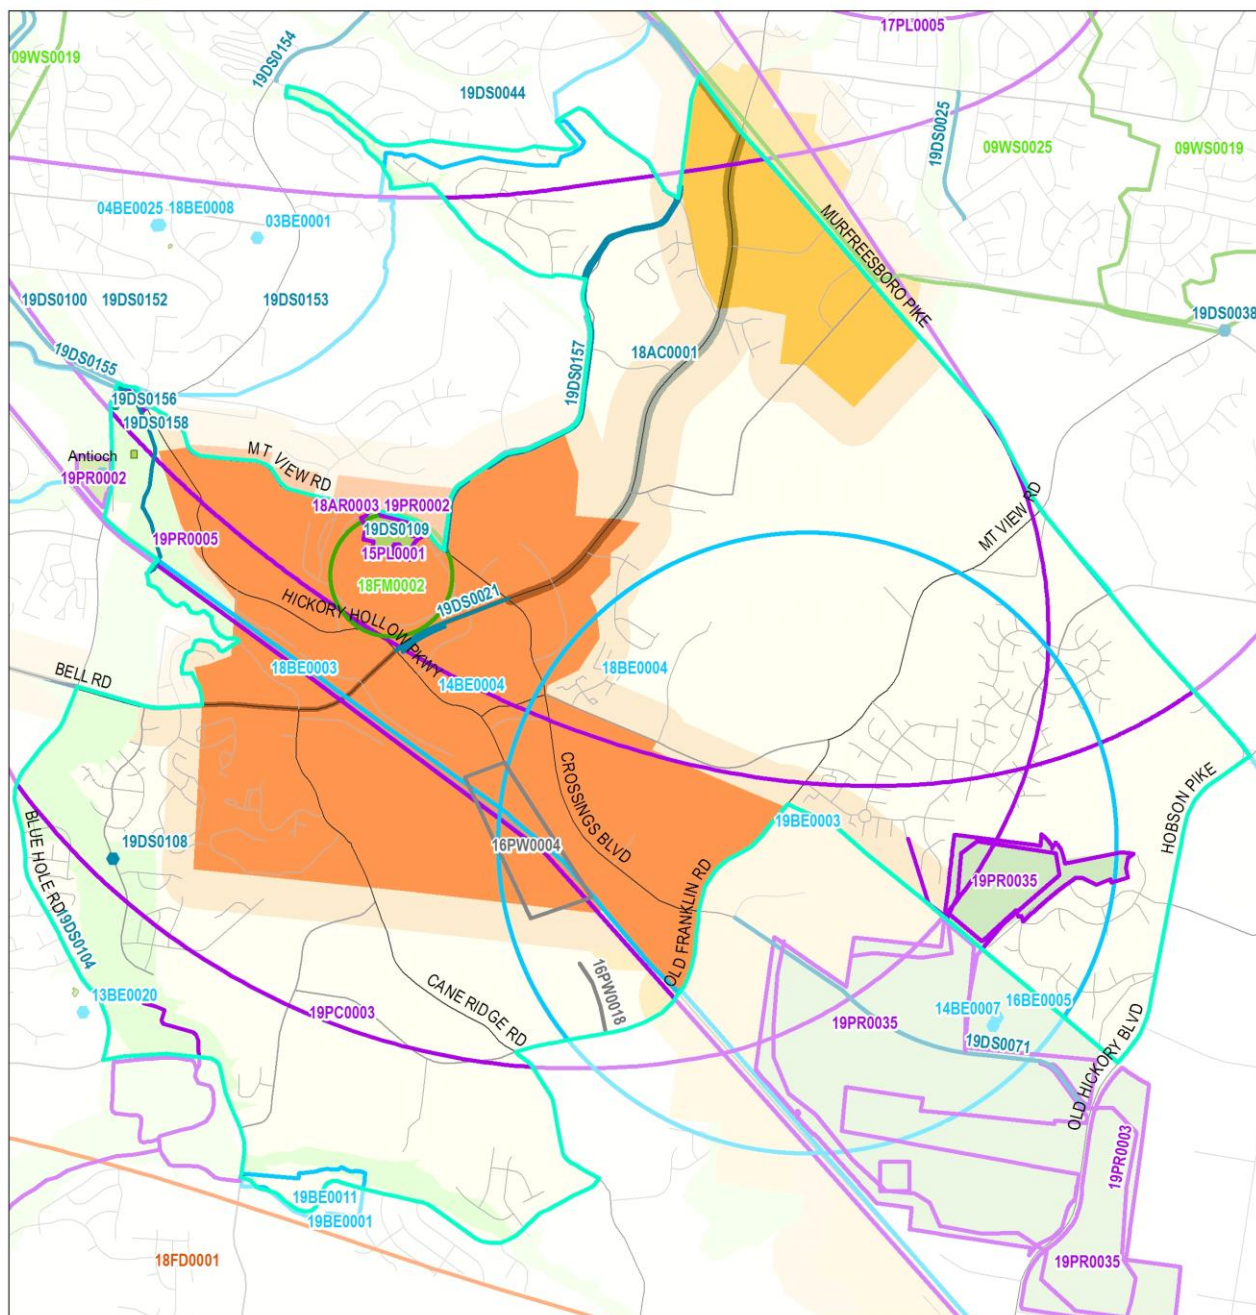 17PL0005
09WS0019
19DS0154
19DS0044
19DS0025
09WS0025
09WS0019
04BE0025
18BE0008
03BE0001
MURFREESBORO PIKE
19DS0100
19DS0152
19DS0153
19DS0038
19DS0155
19DS0157
18AC0001
19DS0156
19DS0158
Antioch
19PR0002
MT VIEW RD
18AR0003
19PR0002
19DS0109
15PL0001
19PR0005
MT VIEW RD
18FM0002
19DS0021
HICKORY HOLLOW PKWY
18BE0003
14BE0004
18BE0004
BELL RD
CROSSINGS BLVD
HOBSON PIKE
19BE0003
16PW0004
BLUE HOLE RD
19DS0108
19PR0035
OLD FRANKLIN RD
19DS0104
13BE0020
19PC0003
CANE RIDGE RD
16PW0018
19PR0035
14BE0007
16BE0005
19DS0071
OLD HICKORY BLVD
19PR0003
19BE0011
19BE0001
18FD0001
19PR0035